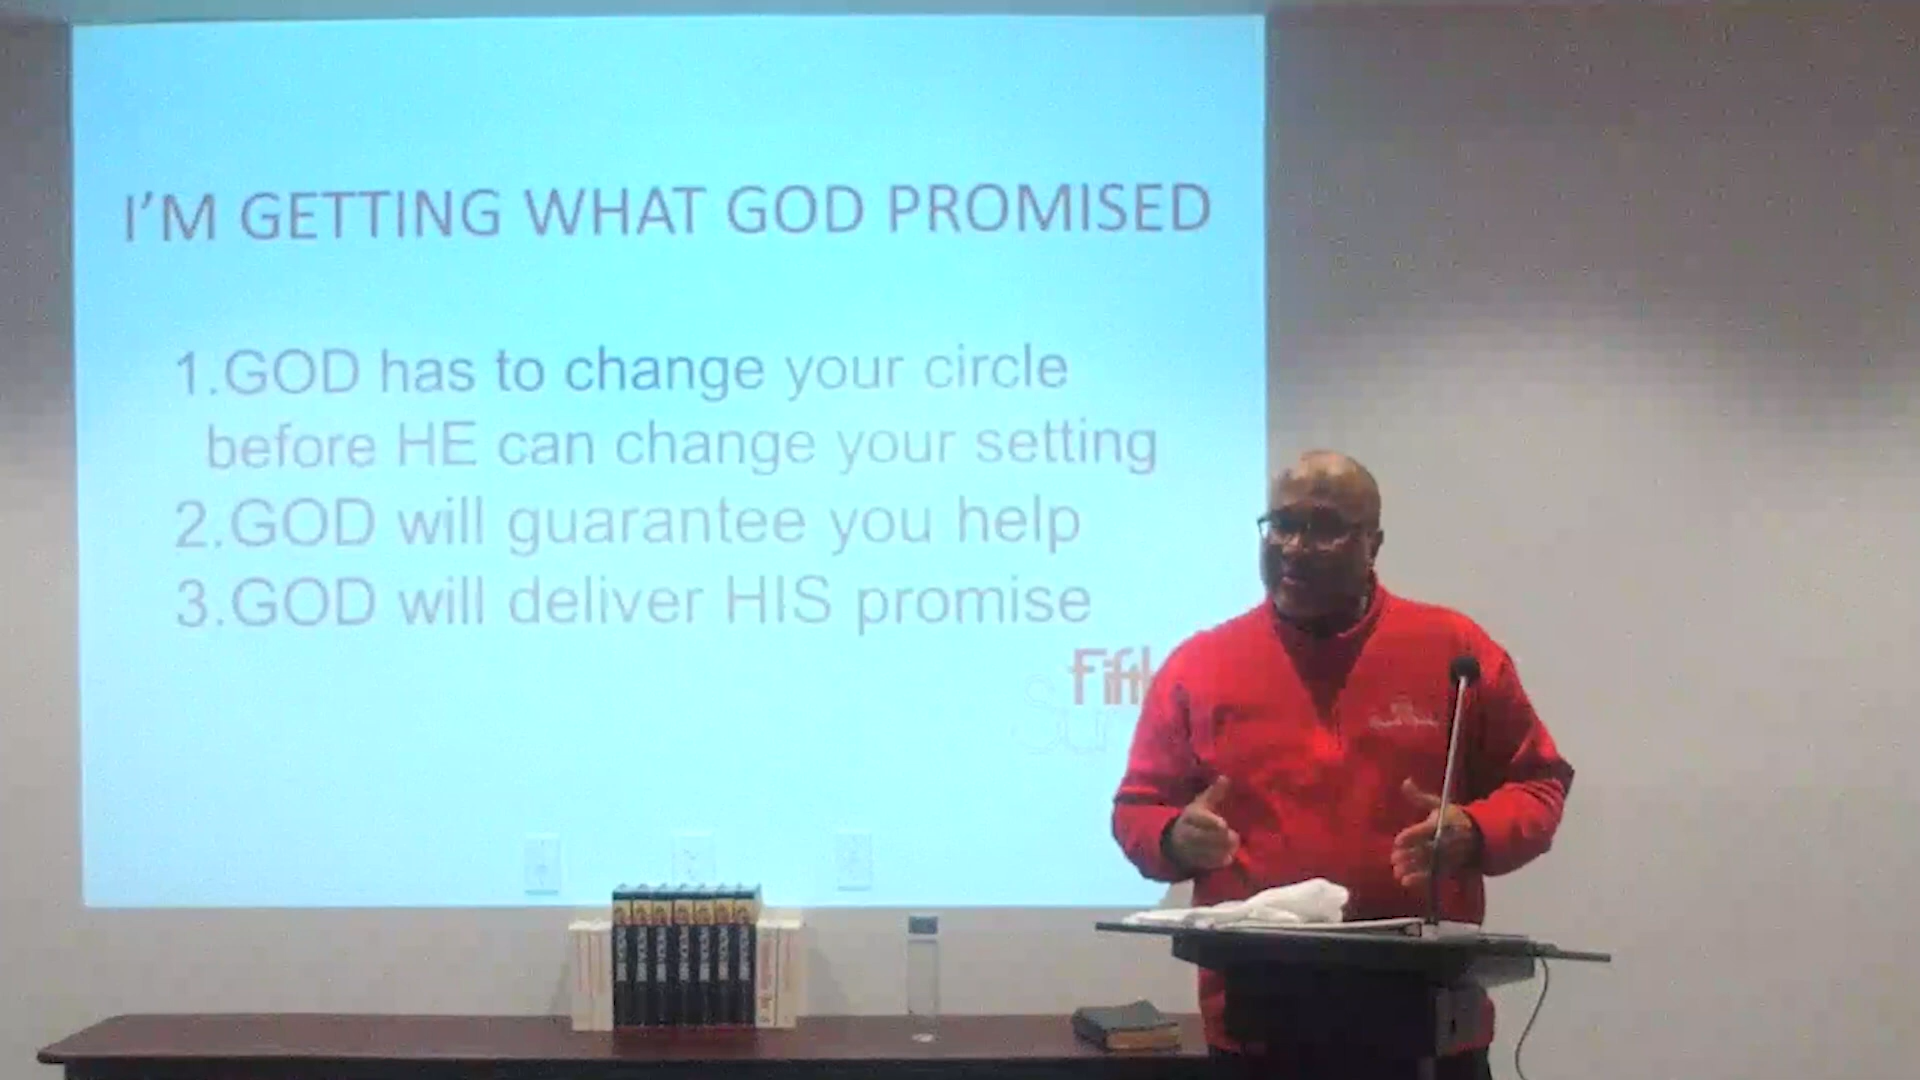 I'M GETTING WHAT GOD PROMISED
1.GOD has to change your circle
before HE can change your setting
2.GOD will guarantee you help
3.GOD will deliver HIS promise